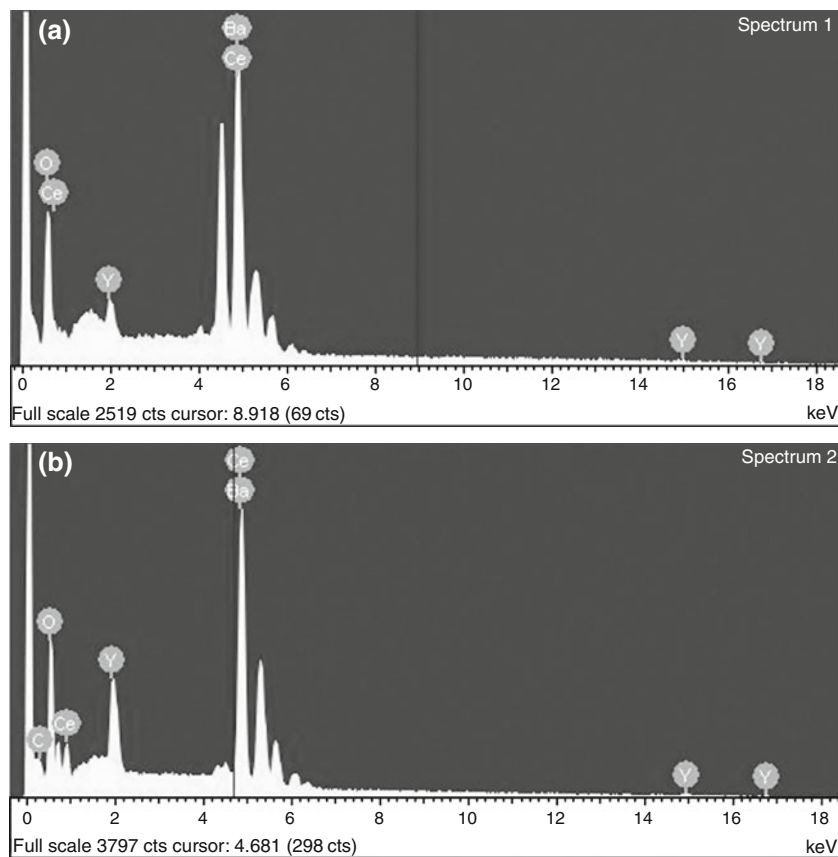 (a) Spectrum 1
Ba
Ce
O
Ce
Y
Y Y
0 2 4 6 8 10 12 14 16 18
Full scale 2519 cts cursor: 8.918 (69 cts) keV
(b) Spectrum 2
Ce
Ba
O
Y
Ce
C
Y Y
0 2 4 6 8 10 12 14 16 18
Full scale 3797 cts cursor: 4.681 (298 cts) keV